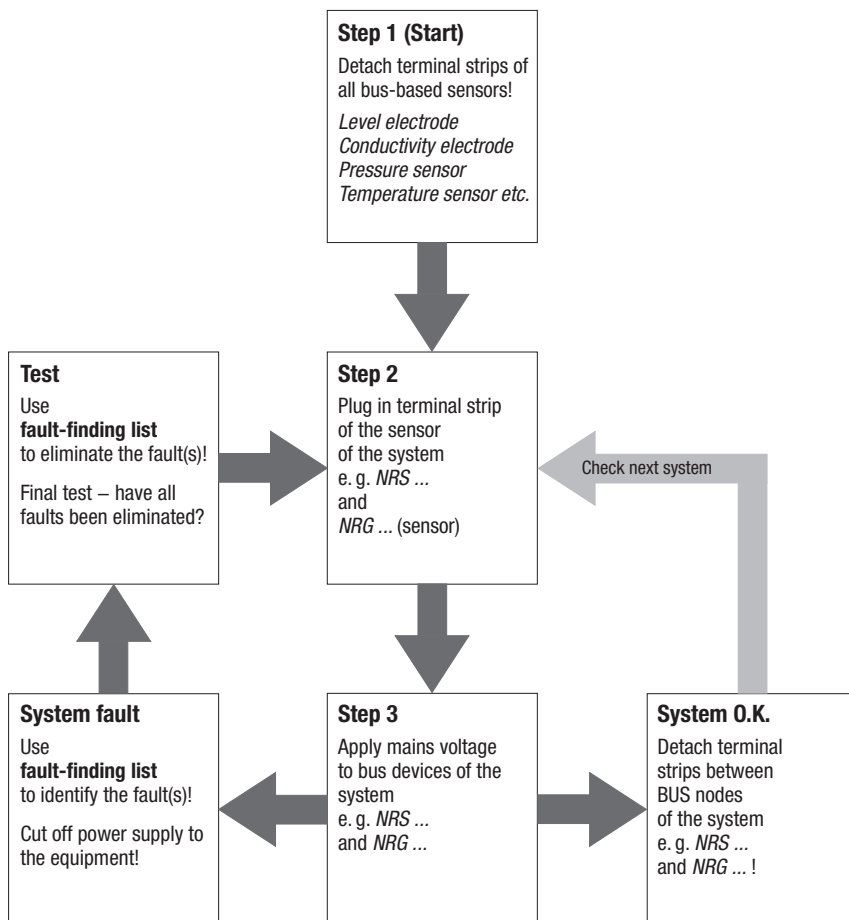 Step 1 (Start)
Detach terminal strips of
all bus-based sensors!
Level electrode
Conductivity electrode
Pressure sensor
Temperature sensor etc.
Test
Use
fault-finding list
to eliminate the fault(s)!
Final test – have all
faults been eliminated?
Step 2
Plug in terminal strip
of the sensor
of the system
e. g. NRS ...
and
NRG ... (sensor)
Check next system
System fault
Use
fault-finding list
to identify the fault(s)!
Cut off power supply to
the equipment!
Step 3
Apply mains voltage
to bus devices of the
system
e. g. NRS ...
and NRG ...
System O.K.
Detach terminal
strips between
BUS nodes
of the system
e. g. NRS ...
and NRG ... !